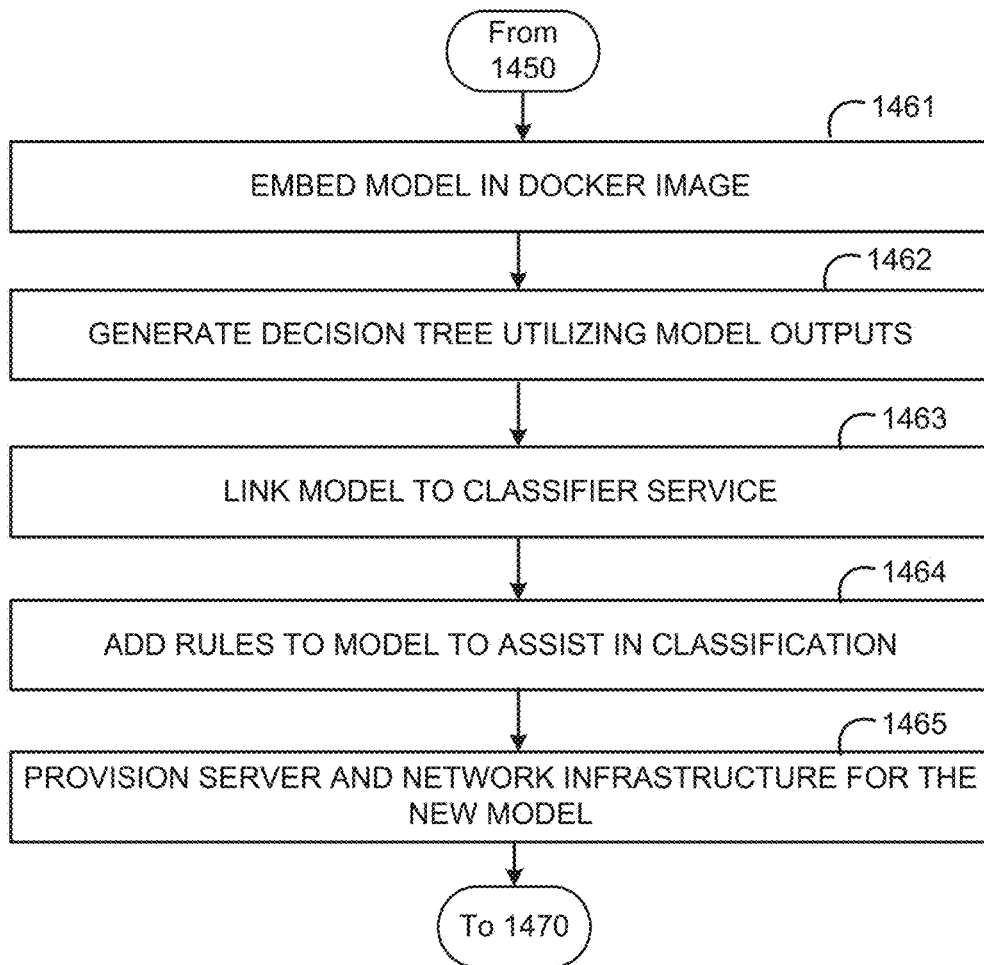 From
1450
1461
EMBED MODEL IN DOCKER IMAGE
1462
GENERATE DECISION TREE UTILIZING MODEL OUTPUTS
1463
LINK MODEL TO CLASSIFIER SERVICE
1464
ADD RULES TO MODEL TO ASSIST IN CLASSIFICATION
1465
PROVISION SERVER AND NETWORK INFRASTRUCTURE FOR THE
NEW MODEL
To 1470